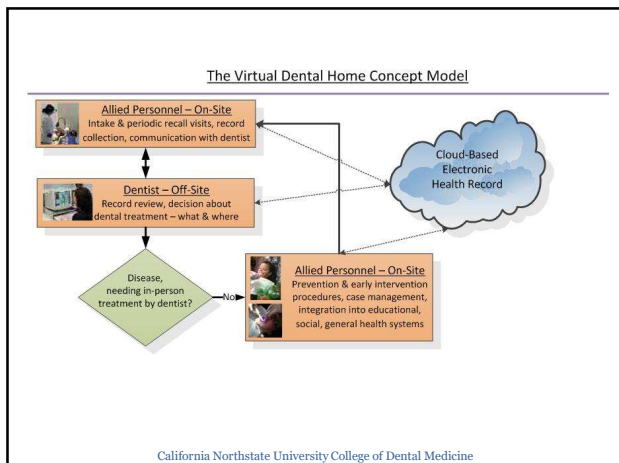 The Virtual Dental Home Concept Model
Allied Personnel – On-Site
Intake & periodic recall visits, record
collection, communication with dentist
Cloud-Based
Electronic
Health Record
Dentist – Off-Site
Record review, decision about
dental treatment – what & where
Disease,
needing in-person
treatment by dentist?
No
Allied Personnel – On-Site
Prevention & early intervention
procedures, case management,
integration into educational,
social, general health systems
California Northstate University College of Dental Medicine